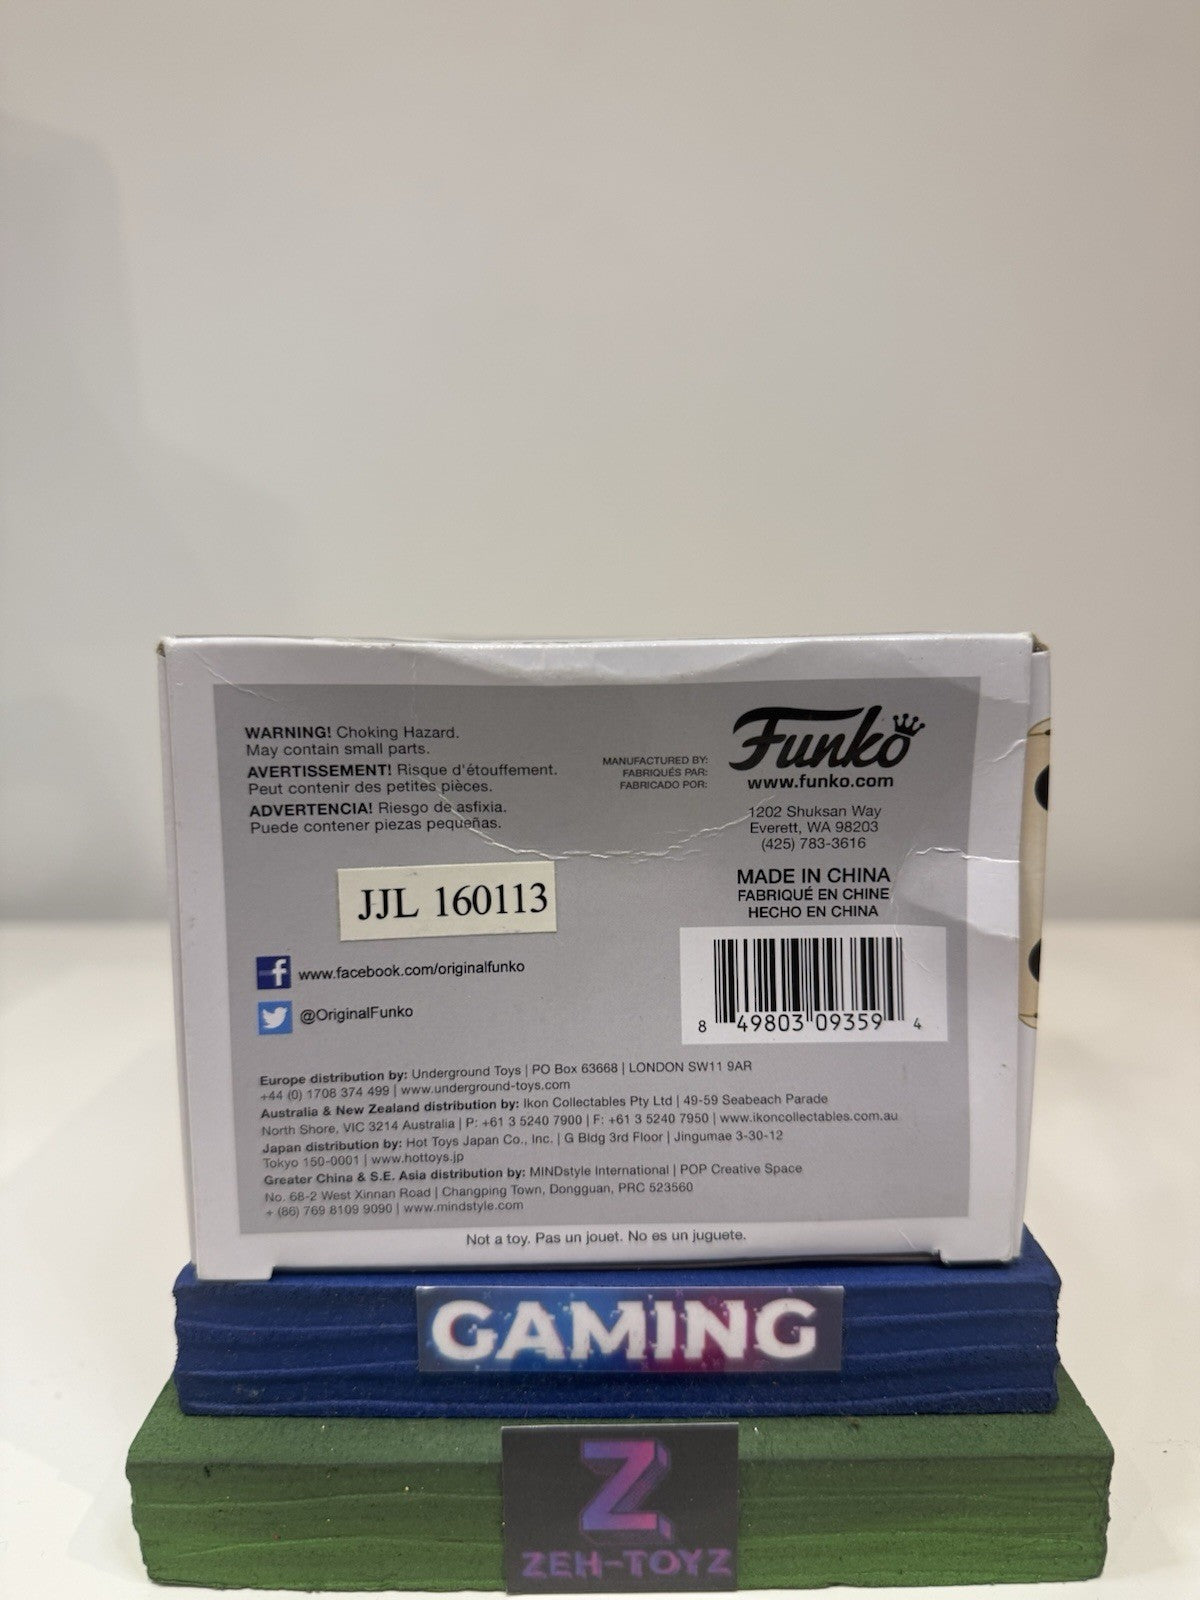 WARNING! Choking Hazard.
May contain small parts.
AVERTISSEMENT! Risque d'étouffement.
Peut contenir des petites pièces.
ADVERTENCIA! Riesgo de asfixia.
Puede contener piezas pequeñas.
MANUFACTURED BY:
FABRIQUÉS PAR:
FABRICADO POR:
Funko
www.funko.com
1202 Shuksan Way
Everett, WA 98203
(425) 783-3616
MADE IN CHINA
FABRIQUÉ EN CHINE
HECHO EN CHINA
JJL 160113
f www.facebook.com/originalfunko
@OriginalFunko
8 49803 09359 4
Europe distribution by: Underground Toys | PO Box 63668 | LONDON SW11 9AR
+44 (0) 1708 374 499 | www.underground-toys.com
Australia & New Zealand distribution by: Ikon Collectables Pty Ltd | 49-59 Seabeach Parade
North Shore, VIC 3214 Australia | P: +61 3 5240 7900 | F: +61 3 5240 7950 | www.ikoncollectables.com.au
Japan distribution by: Hot Toys Japan Co., Inc. | G Bldg 3rd Floor | Jingumae 3-30-12
Tokyo 150-0001 | www.hottoys.jp
Greater China & S.E. Asia distribution by: MINDstyle International | POP Creative Space
No. 68-2 West Xinnan Road | Changping Town, Dongguan, PRC 523560
+ (86) 769 8109 9090 | www.mindstyle.com
Not a toy. Pas un jouet. No es un juguete.
GAMING
Z
ZEH-TOYZ